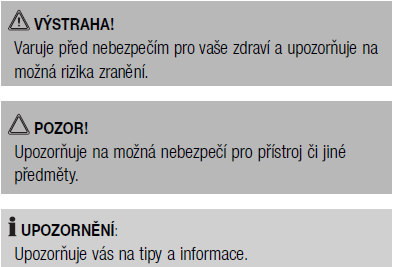 VÝSTRAHA!
Varuje před nebezpečím pro vaše zdraví a upozorňuje na
možná rizika zranění.
POZOR!
Upozorňuje na možná nebezpečí pro přístroj či jiné
předměty.
UPOZORNĚNÍ:
Upozorňuje vás na tipy a informace.